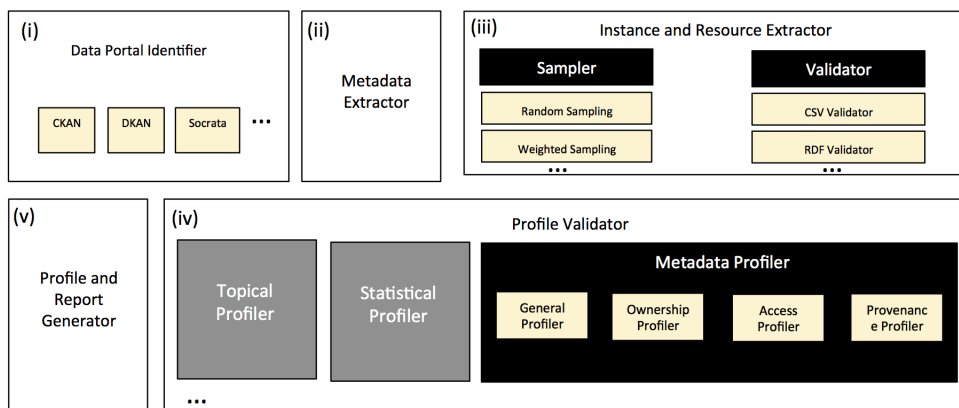 (i)
Data Portal Identifier
CKAN
DKAN
Socrata
...
(ii)
Metadata
Extractor
(iii)
Instance and Resource Extractor
Sampler
Random Sampling
Weighted Sampling
...
Validator
CSV Validator
RDF Validator
...
(v)
Profile and
Report
Generator
(iv)
Profile Validator
Topical
Profiler
...
Statistical
Profiler
Metadata Profiler
General
Profiler
Ownership
Profiler
Access
Profiler
Provenanc
e Profiler